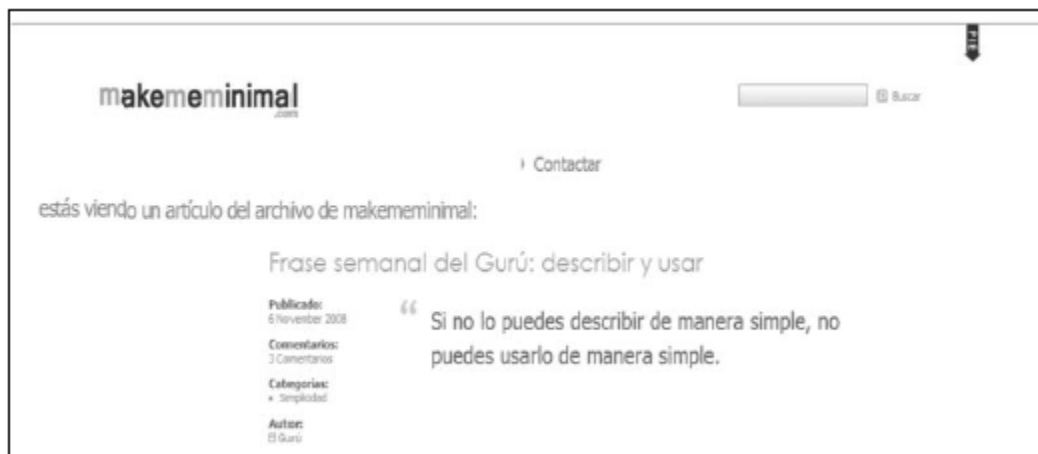 PIE
makememinimal
.com
Buscar
Contactar
estás viendo un artículo del archivo de makememinimal:
Frase semanal del Gurú: describir y usar
Publicado:
6 November 2008
Comentarios:
3 Comentarios
Categorías:
• Simplicidad
Autor:
El Gurú
“ Si no lo puedes describir de manera simple, no
puedes usarlo de manera simple.